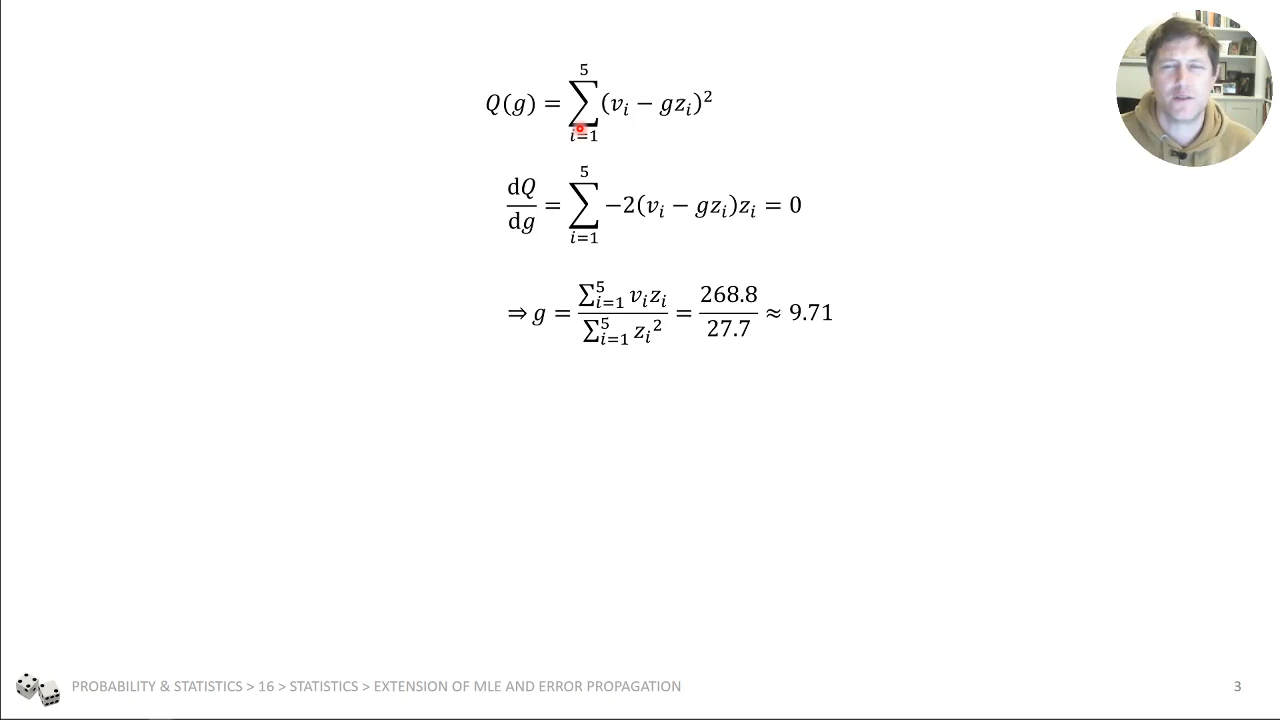 Q(g) = ∑_{i=1}^{5} (v_i − gz_i)^2
dQ/dg = ∑_{i=1}^{5} −2(v_i − gz_i)z_i = 0
⇒ g = (∑_{i=1}^{5} v_i z_i)/(∑_{i=1}^{5} z_i^2) = 268.8/27.7 ≈ 9.71
PROBABILITY & STATISTICS > 16 > STATISTICS > EXTENSION OF MLE AND ERROR PROPAGATION
3